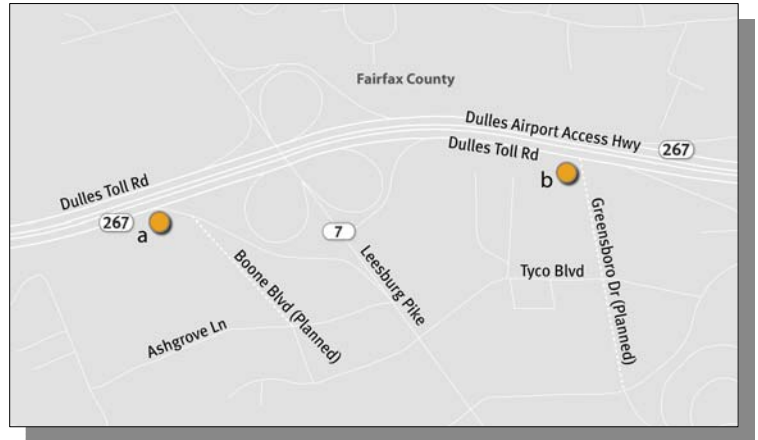 Fairfax County
Dulles Airport Access Hwy
267
Dulles Toll Rd
b
Dulles Toll Rd
267
a
7
Greensboro Dr (Planned)
Boone Blvd (Planned)
Leesburg Pike
Tyco Blvd
Ashgrove Ln